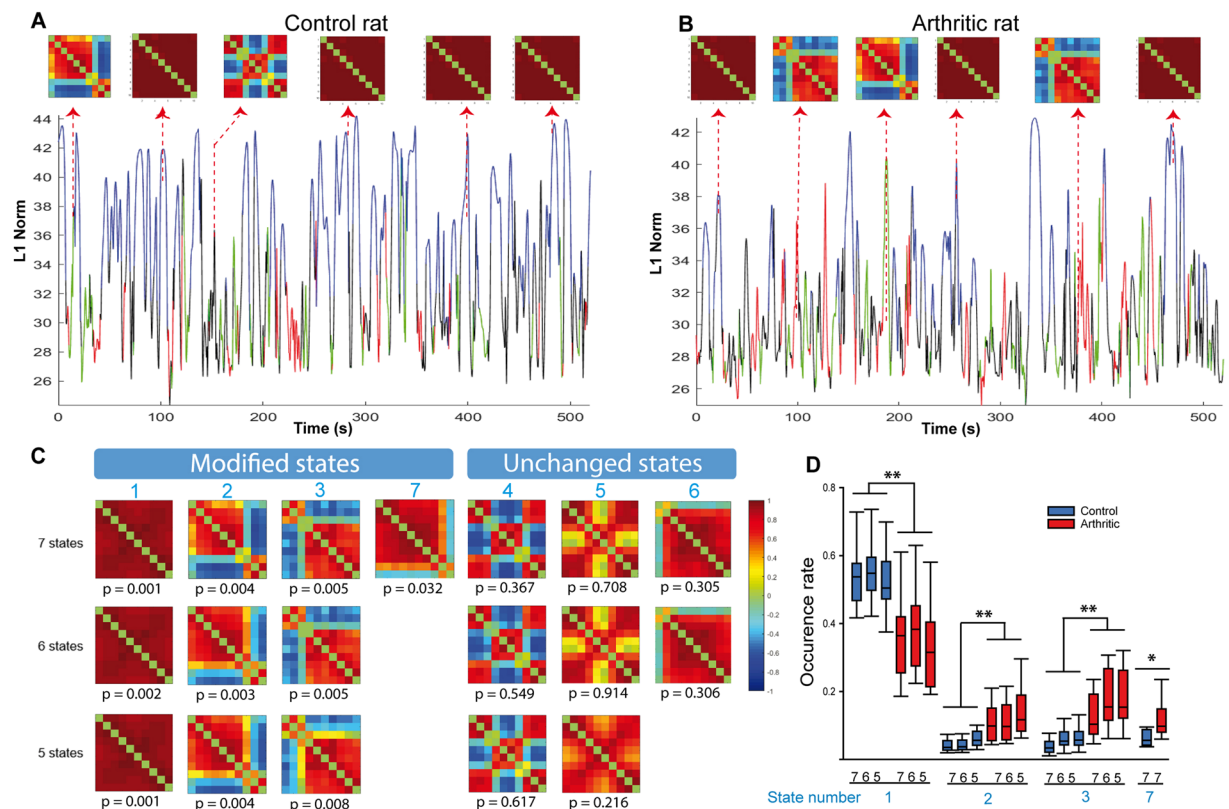 A
Control rat
B
Arthritic rat
L1 Norm
44
42
40
38
36
34
32
30
28
26
0
100
200
300
400
500
Time (s)
L1 Norm
42
38
36
34
32
30
28
26
0
100
200
300
400
500
Time (s)
C
Modified states
Unchanged states
1
2
3
7
4
5
6
7 states
p = 0.001
p = 0.004
p = 0.005
p = 0.032
p = 0.367
p = 0.708
p = 0.305
6 states
p = 0.002
p = 0.003
p = 0.005
p = 0.549
p = 0.914
p = 0.306
5 states
p = 0.001
p = 0.004
p = 0.008
p = 0.617
p = 0.216
1
0.8
0.6
0.4
0.2
0
-0.2
-0.4
-0.6
-0.8
-1
D
Occurence rate
0.8
0.6
0.4
0.2
**
**
**
*
Control
Arthritic
7 6 5 7 6 5 7 6 5 7 6 5 7 6 5 7 6 5 7 7
State number 1 2 3 7